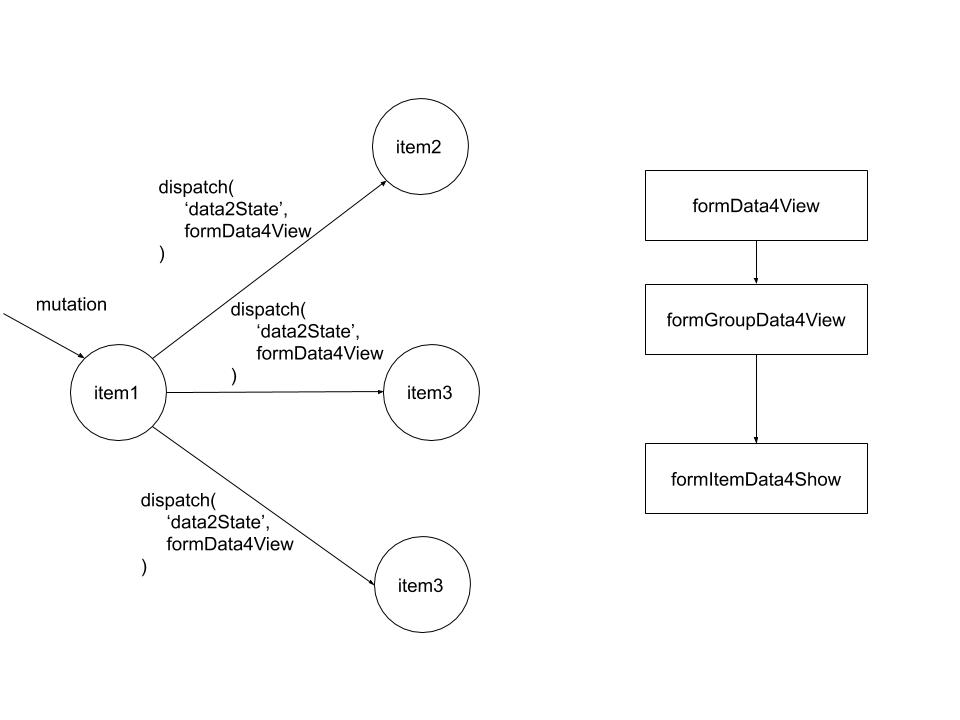 item2
dispatch(
‘data2State’,
formData4View
)
mutation
item1
dispatch(
‘data2State’,
formData4View
)
item3
dispatch(
‘data2State’,
formData4View
)
item3
formData4View
formGroupData4View
formItemData4Show